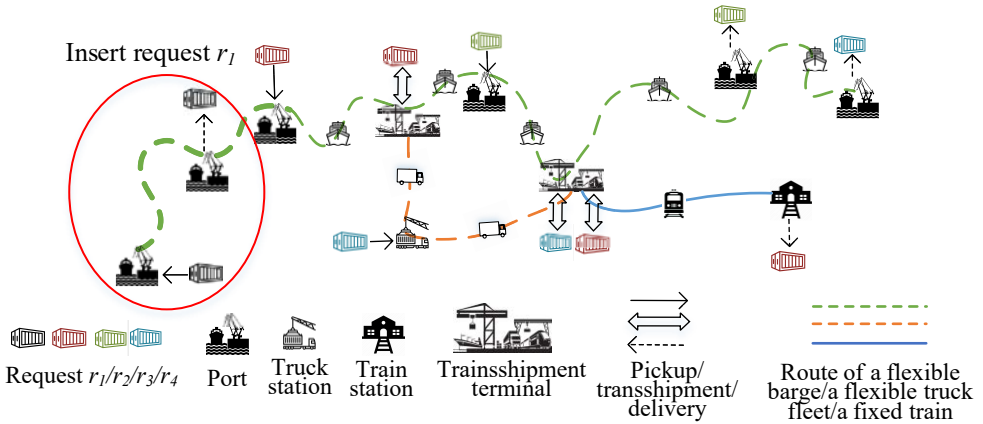 Insert request r1
Request r1/r2/r3/r4
Port
Truck
station
Train
station
Trainsshipment
terminal
Pickup/
transshipment/
delivery
Route of a flexible
barge/a flexible truck
fleet/a fixed train